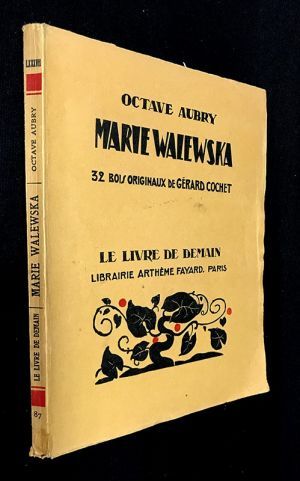 OCTAVE AUBRY
MARIE WALEWSKA
32 BOIS ORIGINAUX DE GÉRARD COCHET
LE LIVRE DE DEMAIN
LIBRAIRIE ARTHÈME FAYARD. PARIS
LXXXVII
OCTAVE AUBRY
MARIE WALEWSKA
LE LIVRE DE DEMAIN
87